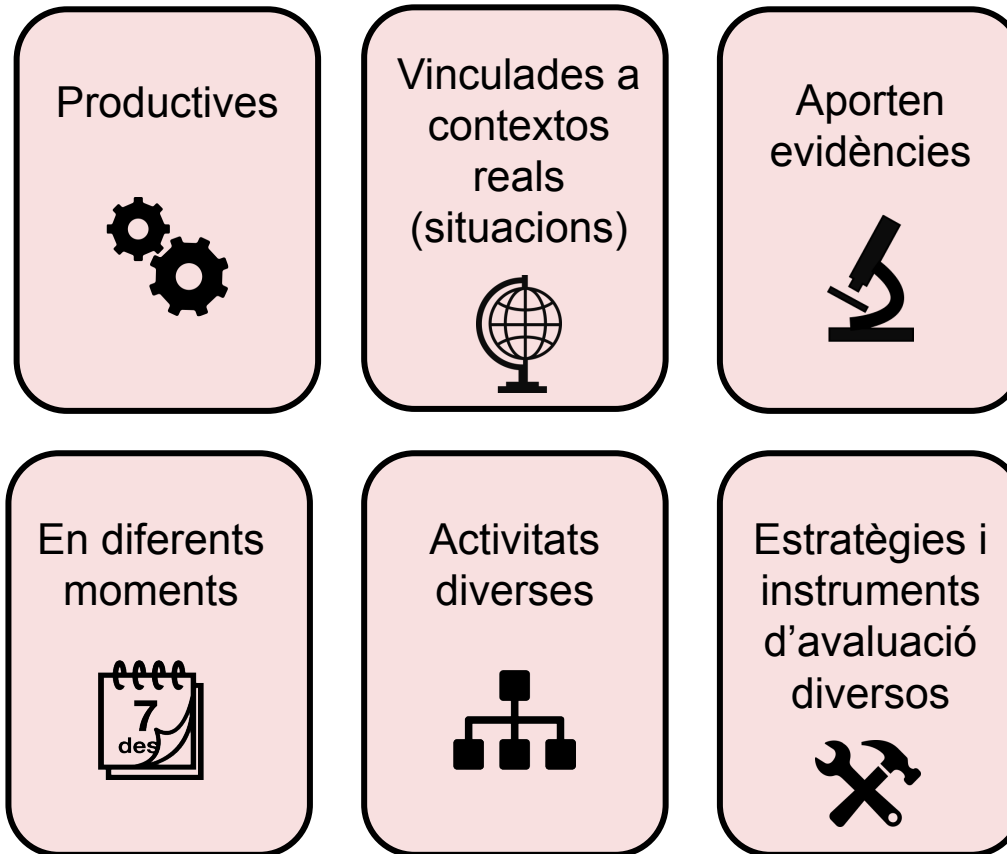 Productives
Vinculades a
contextos
reals
(situacions)
Aporten
evidències
En diferents
moments
7
des
Activitats
diverses
Estratègies i
instruments
d’avaluació
diversos